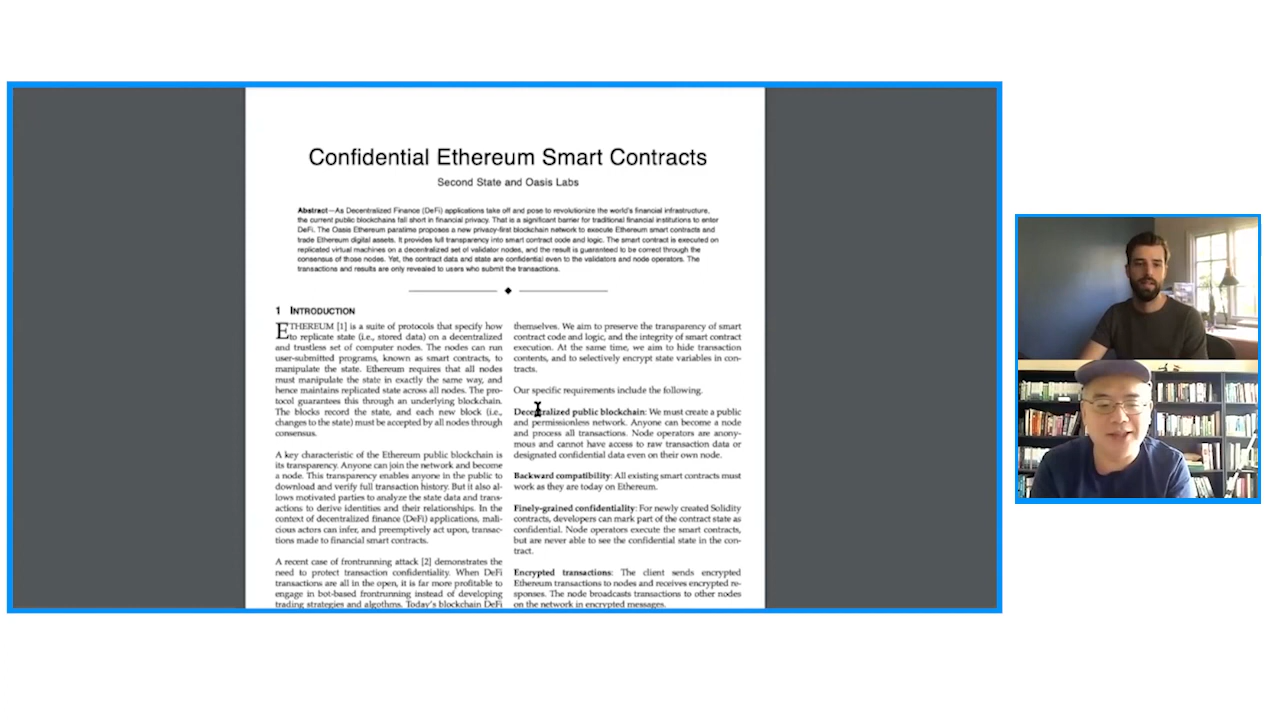 Confidential Ethereum Smart Contracts
Second State and Oasis Labs
Abstract—As Decentralized Finance (DeFi) applications take off and pose to revolutionize the world's financial infrastructure,
the current public blockchains fall short in financial privacy. That is a significant barrier for traditional financial institutions to enter
DeFi. The Oasis Ethereum paratime proposes a new privacy-first blockchain network to execute Ethereum smart contracts and
trade Ethereum digital assets. It provides full transparency into smart contract code and logic. The smart contract is executed on
replicated virtual machines on a decentralized set of validator nodes, and the result is guaranteed to be correct through the
consensus of those nodes. Yet, the contract data and state are confidential even to the validators and node operators. The
transactions and results are only revealed to users who submit the transactions.
1 INTRODUCTION
ETHEREUM [1] is a suite of protocols that specify how
to replicate state (i.e., stored data) on a decentralized
and trustless set of computer nodes. The nodes can run
user-submitted programs, known as smart contracts, to
manipulate the state. Ethereum requires that all nodes
must manipulate the state in exactly the same way, and
hence maintains replicated state across all nodes. The pro-
tocol guarantees this through an underlying blockchain.
The blocks record the state, and each new block (i.e.,
changes to the state) must be accepted by all nodes through
consensus.
A key characteristic of the Ethereum public blockchain is
its transparency. Anyone can join the network and become
a node. This transparency enables anyone in the public to
download and verify full transaction history. But it also al-
lows motivated parties to analyze the state data and trans-
actions to derive identities and their relationships. In the
context of decentralized finance (DeFi) applications, mali-
cious actors can infer, and preemptively act upon, transac-
tions made to financial smart contracts.
A recent case of frontrunning attack [2] demonstrates the
need to protect transaction confidentiality. When DeFi
transactions are all in the open, it is far more profitable to
engage in bot-based frontrunning instead of developing
trading strategies and algothms. Today's blockchain DeFi
themselves. We aim to preserve the transparency of smart
contract code and logic, and the integrity of smart contract
execution. At the same time, we aim to hide transaction
contents, and to selectively encrypt state variables in con-
tracts.
Our specific requirements include the following.
Decentralized public blockchain: We must create a public
and permissionless network. Anyone can become a node
and process all transactions. Node operators are anony-
mous and cannot have access to raw transaction data or
designated confidential data even on their own node.
Backward compatibility: All existing smart contracts must
work as they are today on Ethereum.
Finely-grained confidentiality: For newly created Solidity
contracts, developers can mark part of the contract state as
confidential. Node operators execute the smart contracts,
but are never able to see the confidential state in the con-
tract.
Encrypted transactions: The client sends encrypted
Ethereum transactions to nodes and receives encrypted re-
sponses. The node broadcasts transactions to other nodes
on the network in encrypted messages.